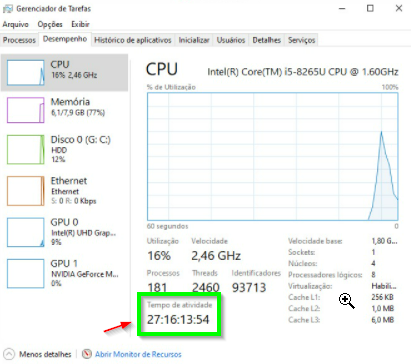 Gerenciador de Tarefas
Arquivo Opções Exibir
Processos Desempenho Histórico de aplicativos Inicializar Usuários Detalhes Serviços
CPU
16% 2,46 GHz
Memória
6,1/7,9 GB (77%)
Disco 0 (G: C:)
HDD
12%
Ethernet
Ethernet
S: 0 R: 0 Kbps
GPU 0
Intel(R) UHD Grap...
9%
GPU 1
NVIDIA GeForce M...
0%
CPU Intel(R) Core(TM) i5-8265U CPU @ 1.60GHz
% de Utilização 100%
60 segundos 0
Utilização Velocidade
16% 2,46 GHz
Processos Threads Identificadores
181 2460 93713
Tempo de atividade
27:16:13:54
Velocidade base: 1,80 G...
Sockets: 1
Núcleos: 4
Processadores lógicos: 8
Virtualização: Habili...
Cache L1: 256 KB
Cache L2: 1,0 MB
Cache L3: 6,0 MB
Menos detalhes Abrir Monitor de Recursos